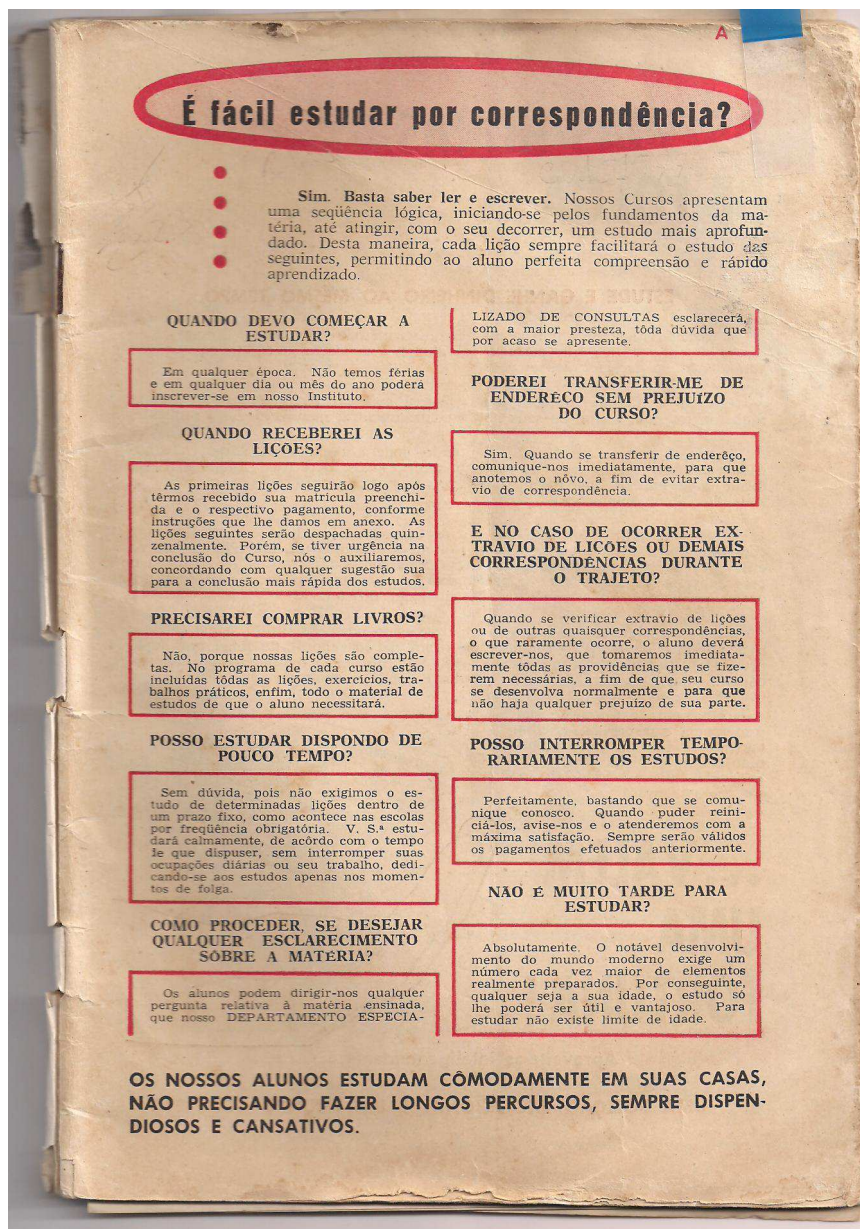 A
É fácil estudar por correspondência?
Sim. Basta saber ler e escrever. Nossos Cursos apresentam
uma seqüência lógica, iniciando-se pelos fundamentos da ma-
téria, até atingir, com o seu decorrer, um estudo mais aprofun-
dado. Desta maneira, cada lição sempre facilitará o estudo das
seguintes, permitindo ao aluno perfeita compreensão e rápido
aprendizado.
QUANDO DEVO COMEÇAR A
ESTUDAR?
Em qualquer época. Não temos férias
e em qualquer dia ou mês do ano poderá
inscrever-se em nosso Instituto.
QUANDO RECEBEREI AS
LIÇÕES?
As primeiras lições seguirão logo após
têrmos recebido sua matrícula preenchi-
da e o respectivo pagamento, conforme
instruções que lhe damos em anexo. As
lições seguintes serão despachadas quin-
zenalmente. Porém, se tiver urgência na
conclusão do Curso, nós o auxiliaremos,
concordando com qualquer sugestão sua
para a conclusão mais rápida dos estudos.
PRECISAREI COMPRAR LIVROS?
Não, porque nossas lições são comple-
tas. No programa de cada curso estão
incluídas tôdas as lições, exercícios, tra-
balhos práticos, enfim, todo o material de
estudos de que o aluno necessitará.
POSSO ESTUDAR DISPONDO DE
POUCO TEMPO?
Sem dúvida, pois não exigimos o es-
tudo de determinadas lições dentro de
um prazo fixo, como acontece nas escolas
por freqüência obrigatória. V. S.ª estu-
dará calmamente, de acôrdo com o tempo
de que dispuser, sem interromper suas
ocupações diárias ou seu trabalho, dedi-
cando-se aos estudos apenas nos momen-
tos de folga.
COMO PROCEDER, SE DESEJAR
QUALQUER ESCLARECIMENTO
SÔBRE A MATÉRIA?
Os alunos podem dirigir-nos qualquer
pergunta relativa à matéria ensinada,
que nosso DEPARTAMENTO ESPECIA-
LIZADO DE CONSULTAS esclarecerá,
com a maior presteza, tôda dúvida que
por acaso se apresente.
PODEREI TRANSFERIR-ME DE
ENDERÊCO SEM PREJUÍZO
DO CURSO?
Sim. Quando se transferir de enderêço,
comunique-nos imediatamente, para que
anotemos o nôvo, a fim de evitar extra-
vio de correspondência.
E NO CASO DE OCORRER EX-
TRAVIO DE LICÕES OU DEMAIS
CORRESPONDÊNCIAS DURANTE
O TRAJETO?
Quando se verificar extravio de lições
ou de outras quaisquer correspondências,
o que raramente ocorre, o aluno deverá
escrever-nos, que tomaremos imediata-
mente tôdas as providências que se fize-
rem necessárias, a fim de que seu curso
se desenvolva normalmente e para que
não haja qualquer prejuízo de sua parte.
POSSO INTERROMPER TEMPO-
RARIAMENTE OS ESTUDOS?
Perfeitamente, bastando que se comu-
nique conosco. Quando puder reini-
ciá-los, avise-nos e o atenderemos com a
máxima satisfação. Sempre serão válidos
os pagamentos efetuados anteriormente.
NÃO É MUITO TARDE PARA
ESTUDAR?
Absolutamente. O notável desenvolvi-
mento do mundo moderno exige um
número cada vez maior de elementos
realmente preparados. Por conseguinte,
qualquer seja a sua idade, o estudo só
lhe poderá ser útil e vantajoso. Para
estudar não existe limite de idade.
OS NOSSOS ALUNOS ESTUDAM CÔMODAMENTE EM SUAS CASAS,
NÃO PRECISANDO FAZER LONGOS PERCURSOS, SEMPRE DISPEN-
DIOSOS E CANSATIVOS.